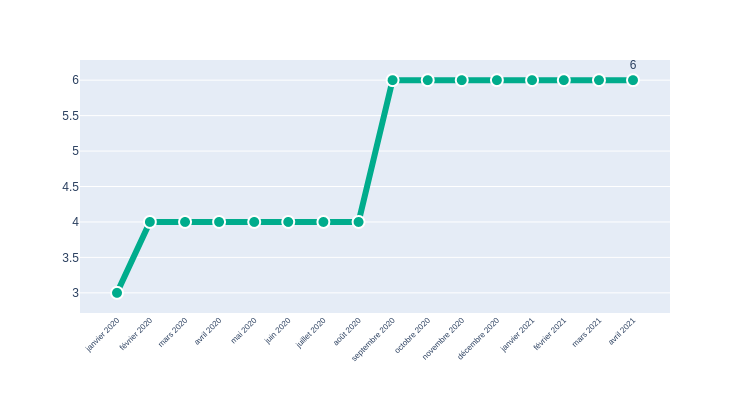 6
6
5.5
5
4.5
4
3.5
3
janvier 2020
février 2020
mars 2020
avril 2020
mai 2020
juin 2020
juillet 2020
août 2020
septembre 2020
octobre 2020
novembre 2020
décembre 2020
janvier 2021
février 2021
mars 2021
avril 2021